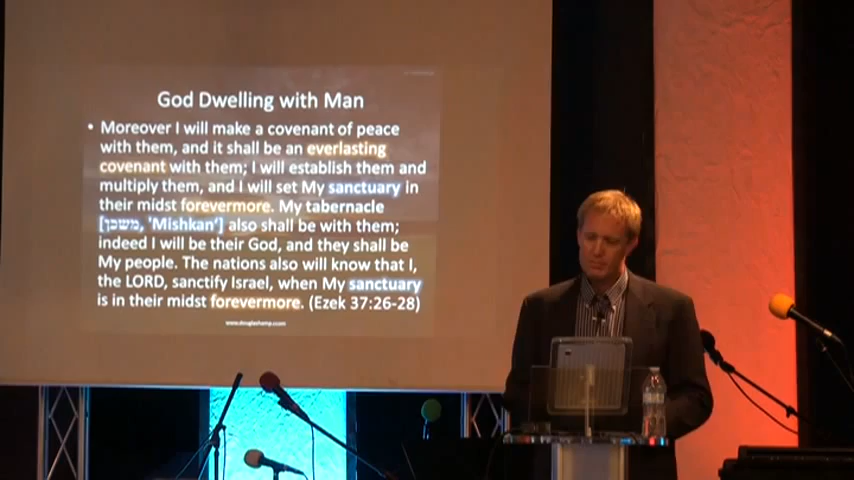 God Dwelling with Man
• Moreover I will make a covenant of peace
with them, and it shall be an everlasting
covenant with them; I will establish them and
multiply them, and I will set My sanctuary in
their midst forevermore. My tabernacle
[משכן, 'Mishkan'] also shall be with them;
indeed I will be their God, and they shall be
My people. The nations also will know that I,
the LORD, sanctify Israel, when My sanctuary
is in their midst forevermore. (Ezek 37:26-28)
www.douglashamp.com